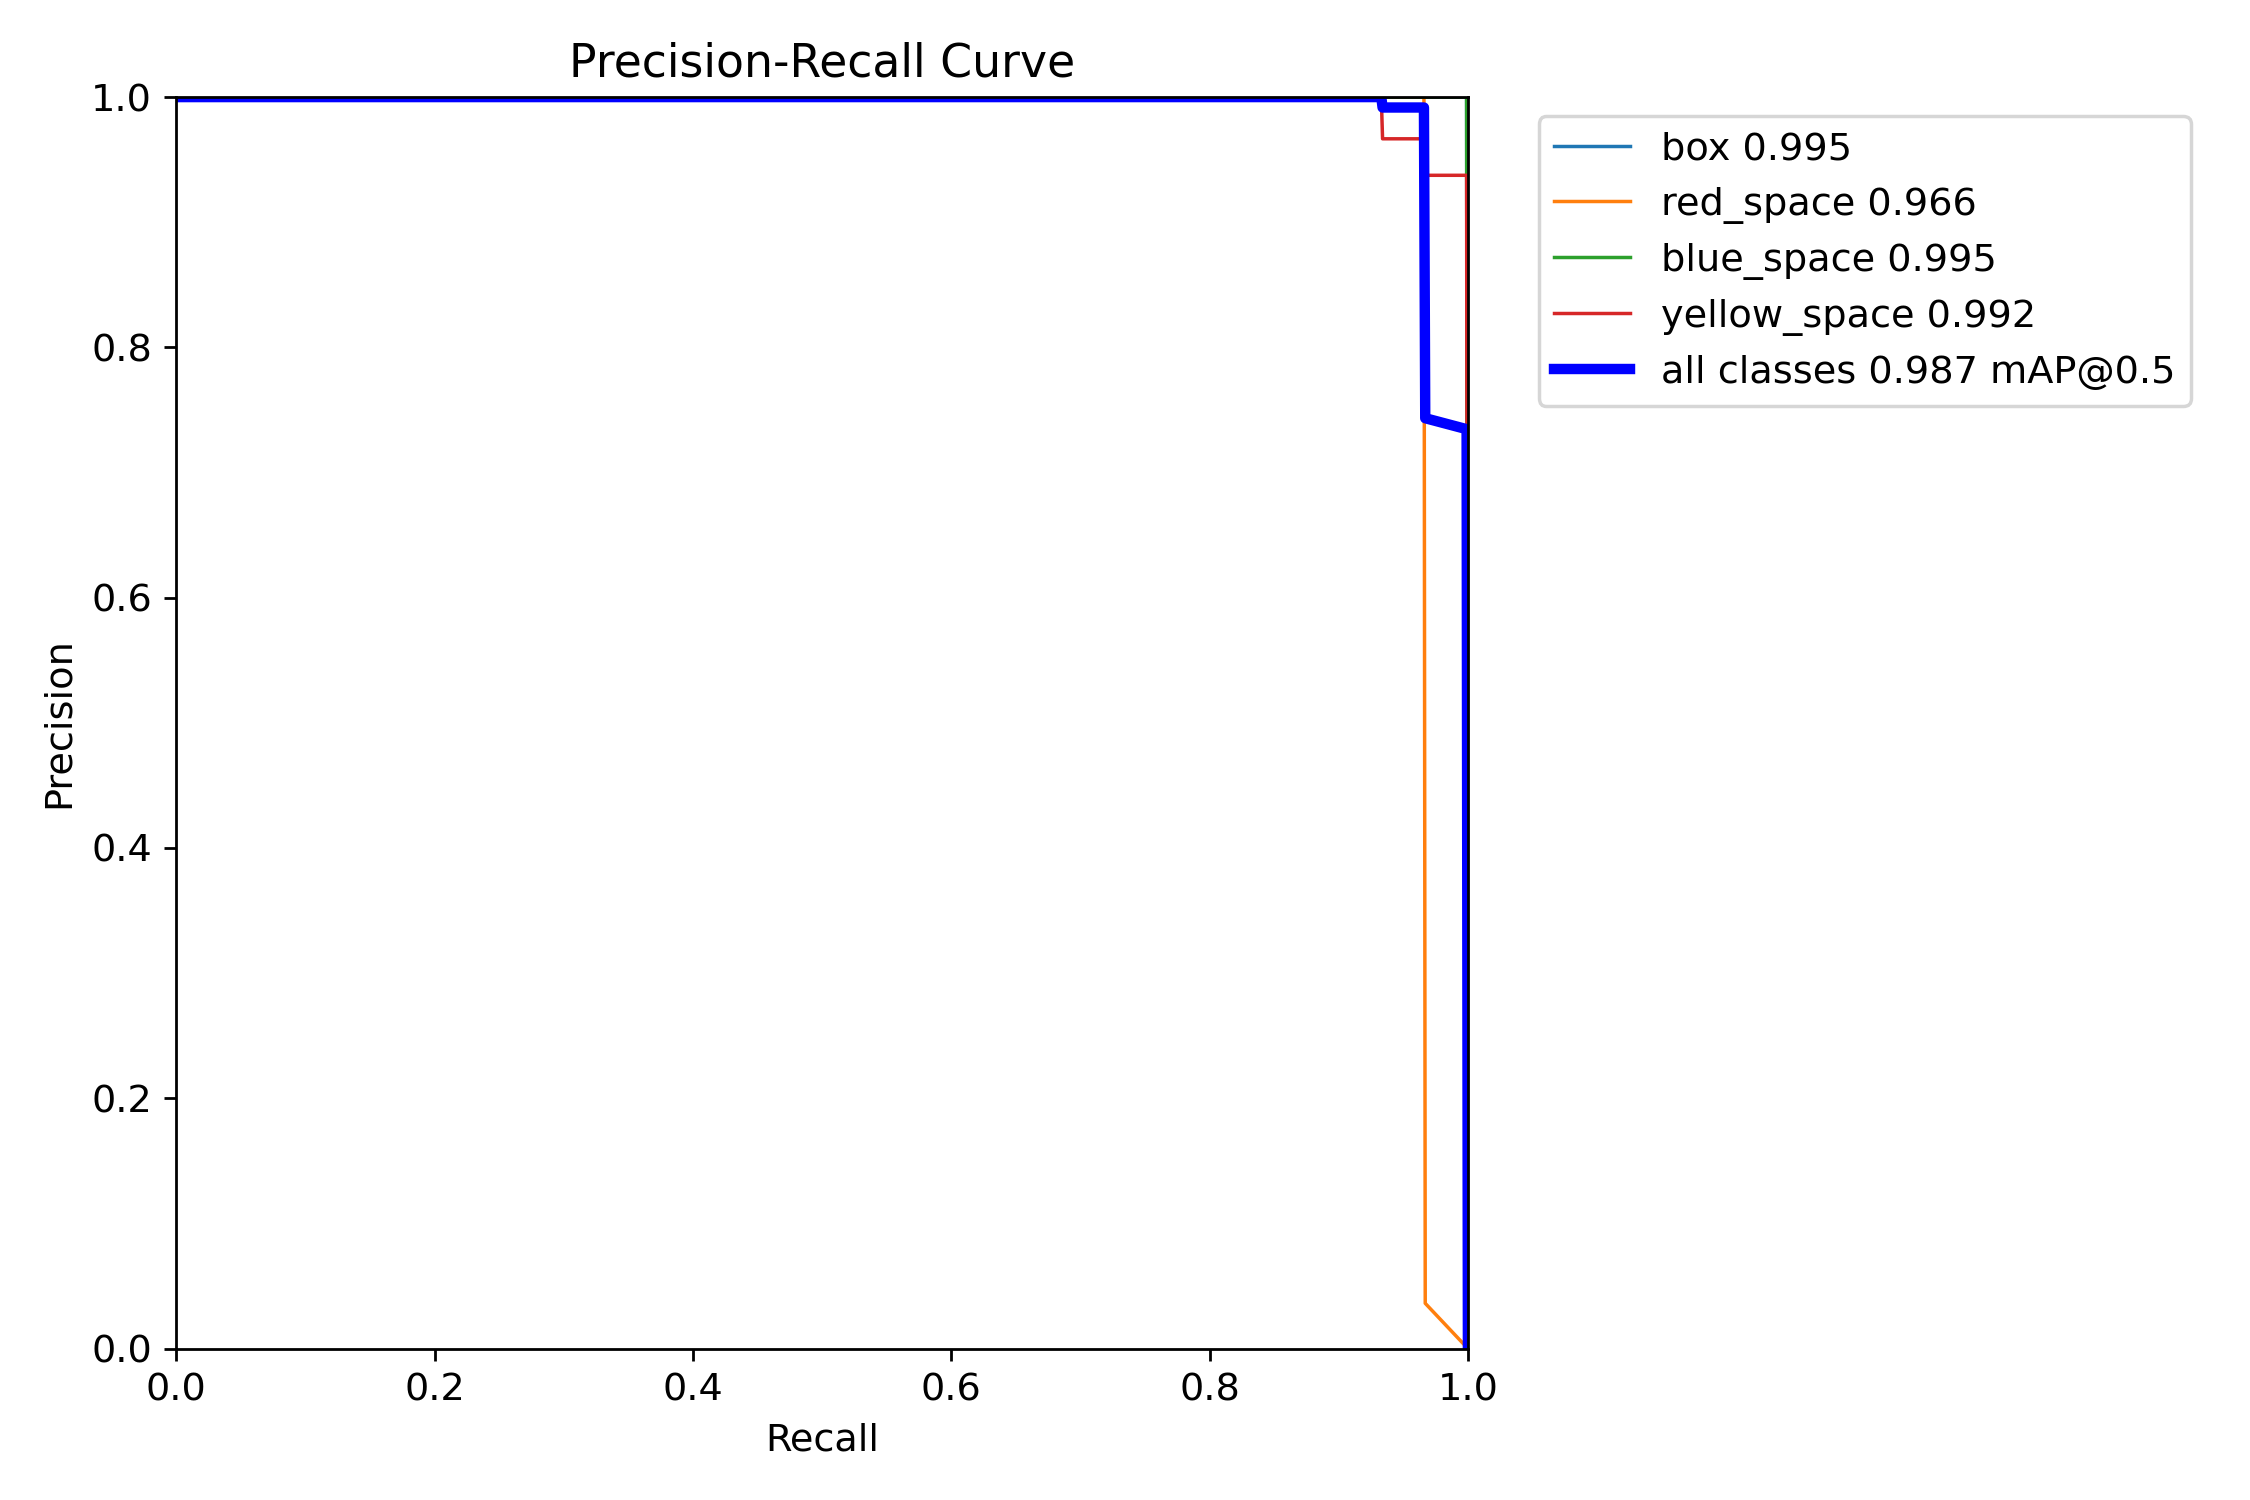 Precision-Recall Curve
1.0
0.8
0.6
0.4
0.2
0.0
Precision
0.0 0.2 0.4 0.6 0.8 1.0
Recall
box 0.995
red_space 0.966
blue_space 0.995
yellow_space 0.992
all classes 0.987 mAP@0.5